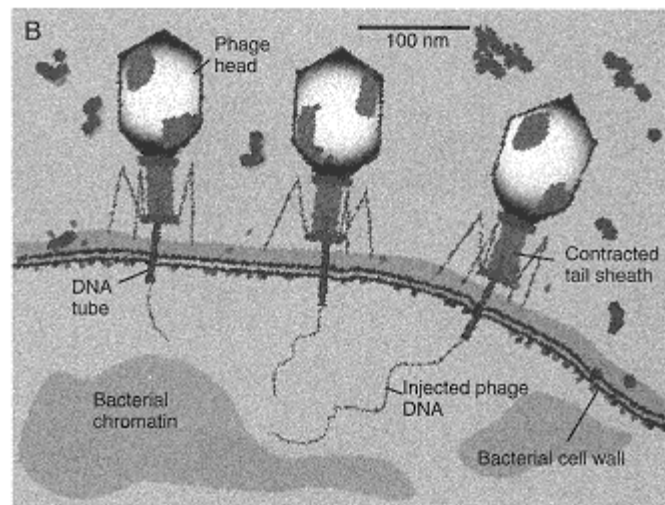 B
Phage
head
100 nm
Contracted
tail sheath
DNA
tube
Injected phage
DNA
Bacterial
chromatin
Bacterial cell wall